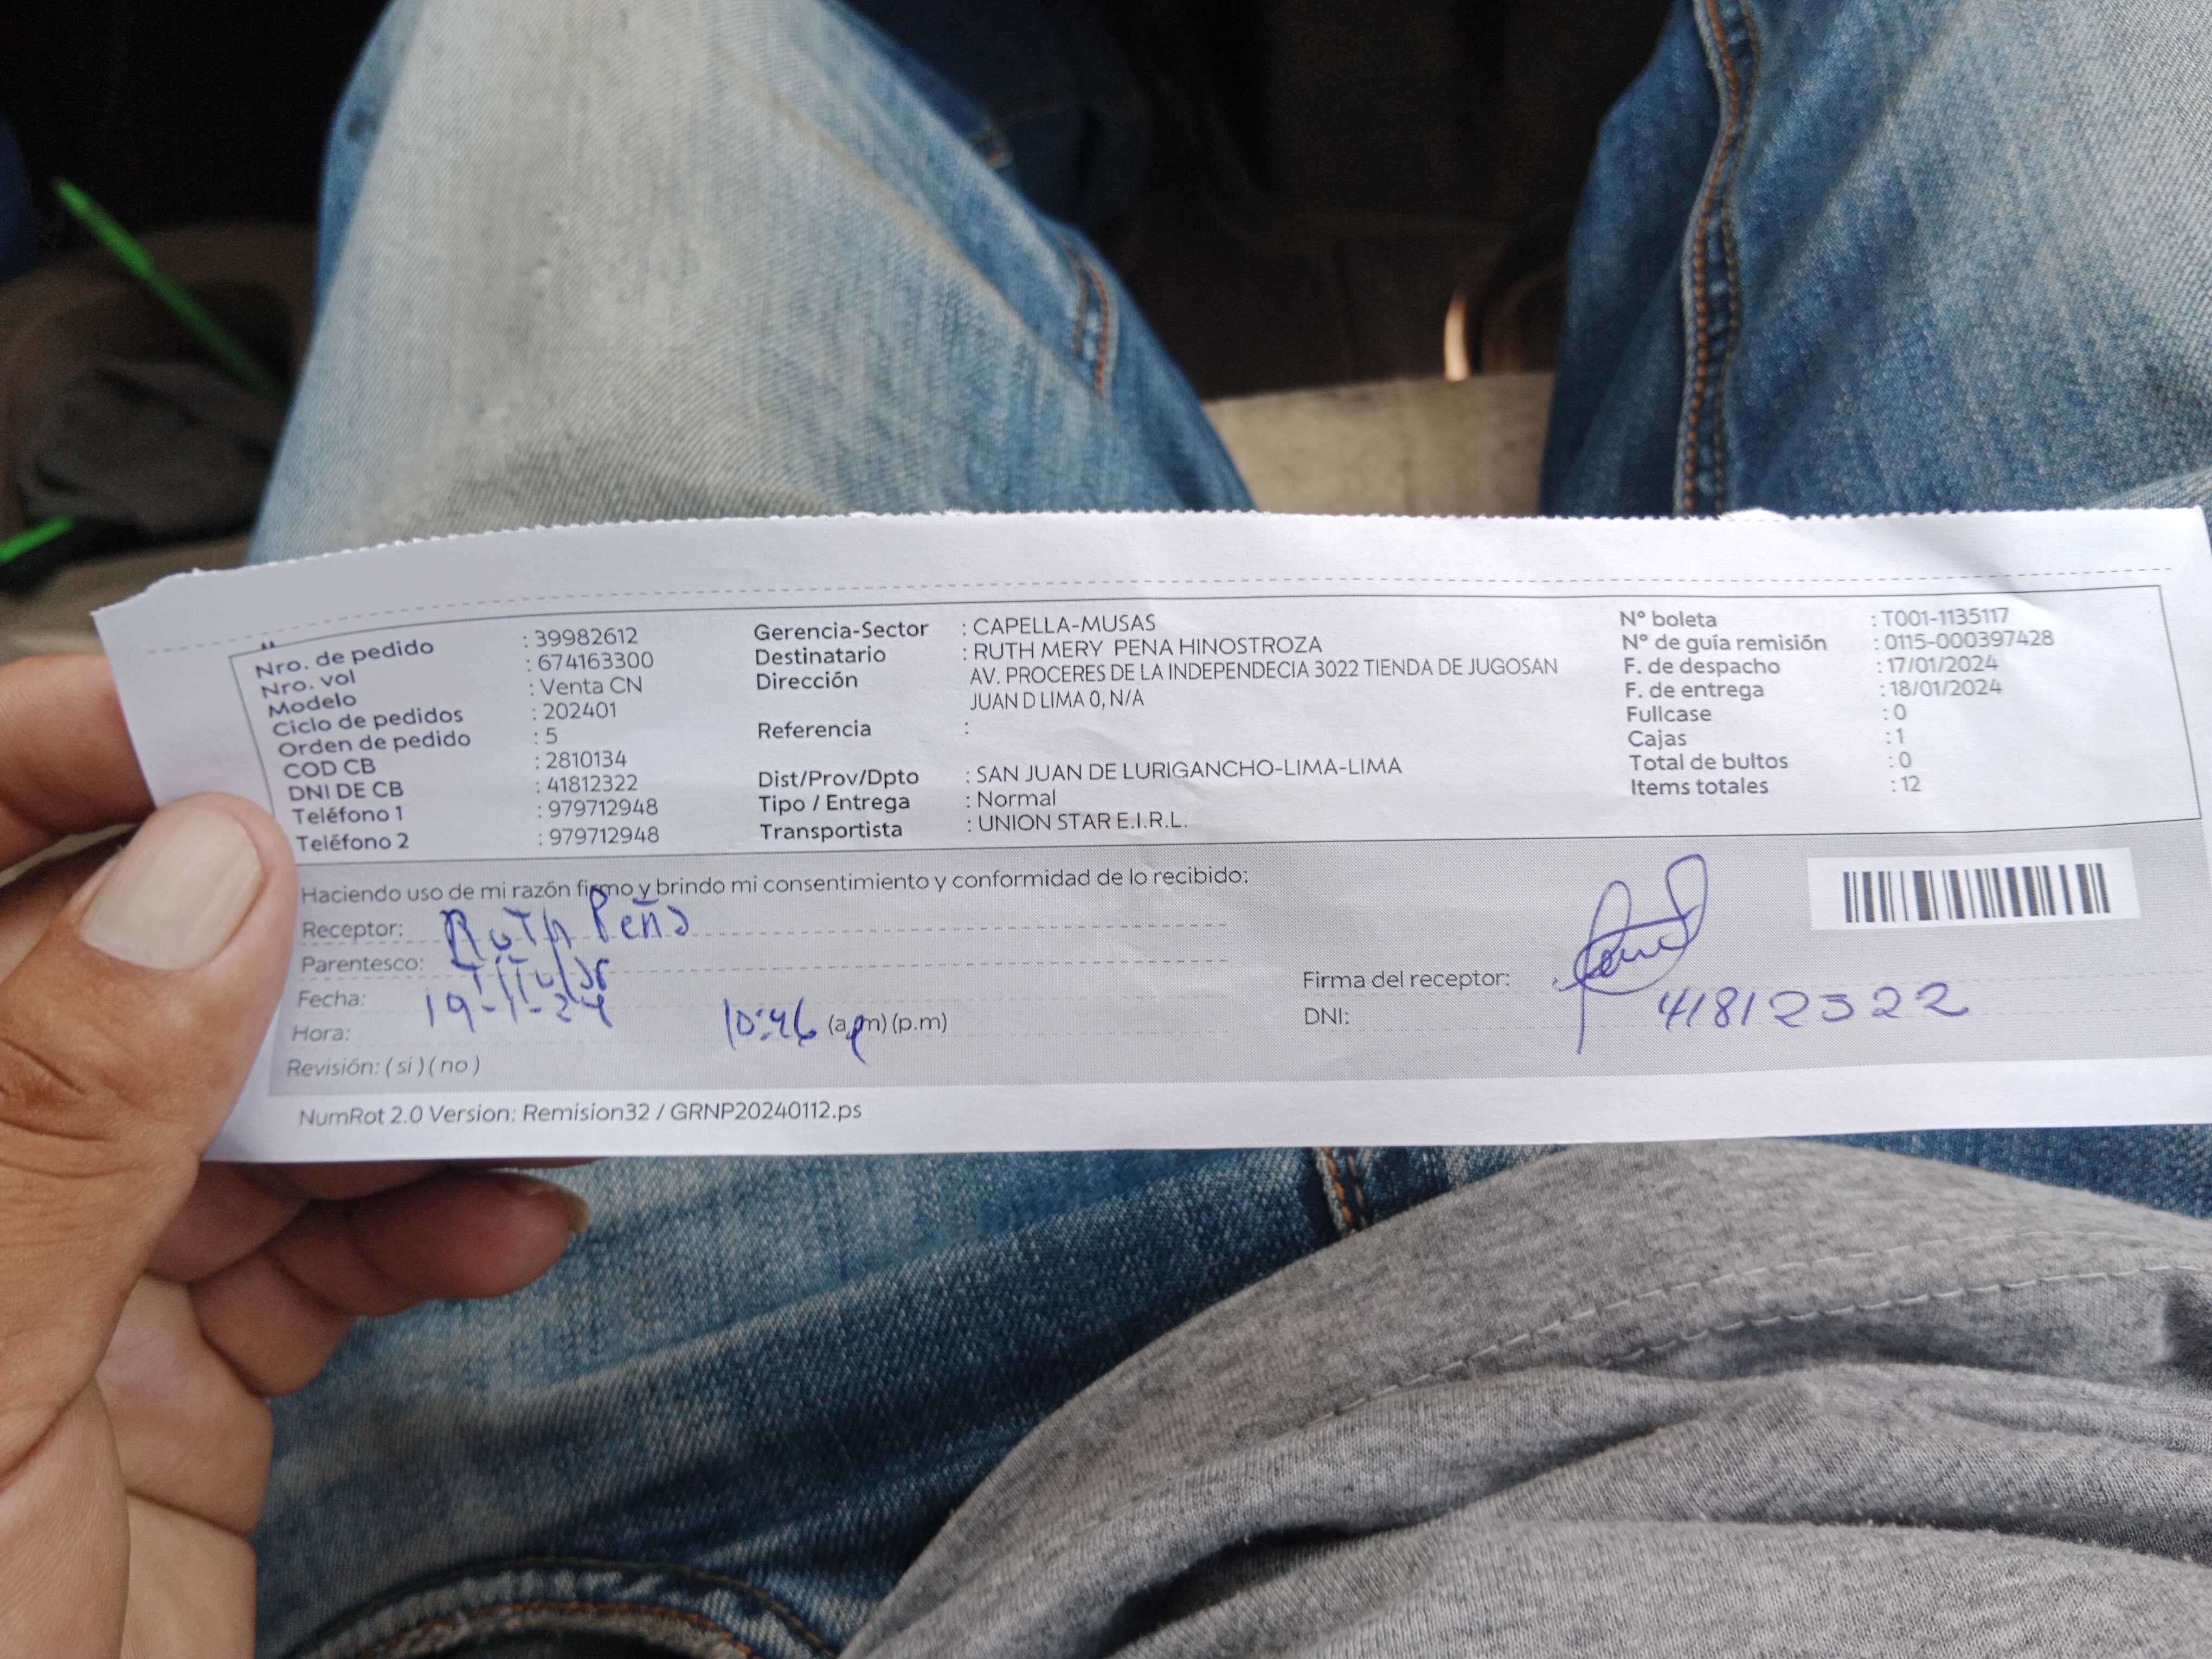 Nro. de pedido : 39982612
Nro. vol : 674163300
Modelo : Venta CN
Ciclo de pedidos : 202401
Orden de pedido : 5
COD CB : 2810134
DNI DE CB : 41812322
Teléfono 1 : 979712948
Teléfono 2 : 979712948
Gerencia-Sector : CAPELLA-MUSAS
Destinatario : RUTH MERY PENA HINOSTROZA
Dirección AV. PROCERES DE LA INDEPENDECIA 3022 TIENDA DE JUGOSAN
JUAN D LIMA 0, N/A
Referencia :
Dist/Prov/Dpto : SAN JUAN DE LURIGANCHO-LIMA-LIMA
Tipo / Entrega : Normal
Transportista : UNION STAR E.I.R.L.
Nº boleta : T001-1135117
Nº de guía remisión : 0115-000397428
F. de despacho : 17/01/2024
F. de entrega : 18/01/2024
Fullcase : 0
Cajas : 1
Total de bultos : 0
Items totales : 12
Haciendo uso de mi razón firmo y brindo mi consentimiento y conformidad de lo recibido:
Receptor: Ruth Peña
Parentesco: Titular
Fecha: 19-1-24
Hora: 10:46 (a.m) (p.m)
Revisión: ( si ) ( no )
Firma del receptor:
DNI: 41812322
NumRot 2.0 Version: Remision32 / GRNP20240112.ps